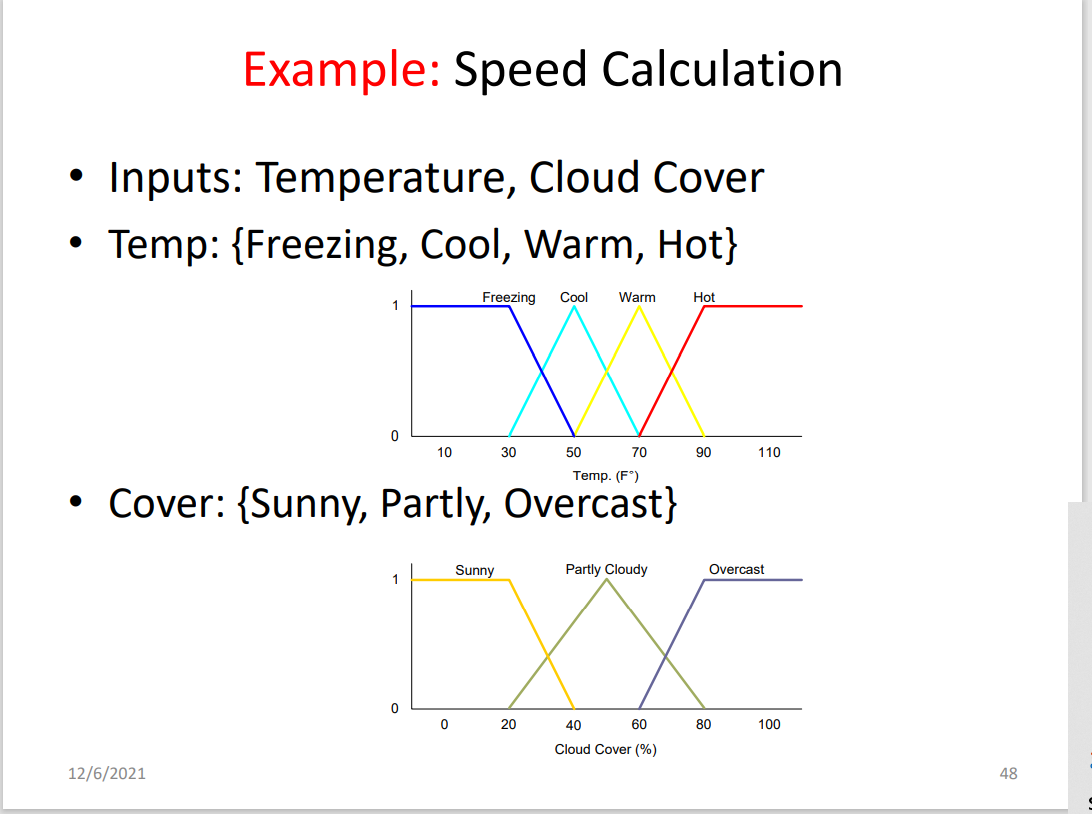 Example: Speed Calculation
• Inputs: Temperature, Cloud Cover
• Temp: {Freezing, Cool, Warm, Hot}
Freezing Cool Warm Hot
1
0
10 30 50 70 90 110
Temp. (F°)
• Cover: {Sunny, Partly, Overcast}
Sunny Partly Cloudy Overcast
1
0
0 20 40 60 80 100
Cloud Cover (%)
12/6/2021 48